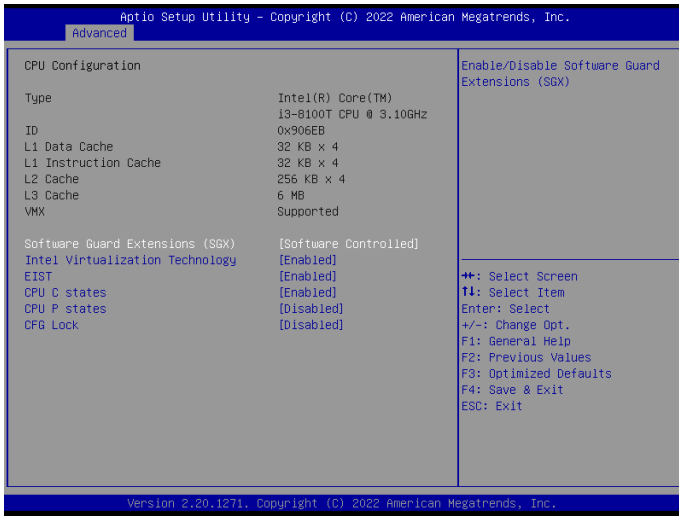 Aptio Setup Utility – Copyright (C) 2022 American Megatrends, Inc.
Advanced
CPU Configuration
Type Intel(R) Core(TM)
i3-8100T CPU @ 3.10GHz
ID 0x906EB
L1 Data Cache 32 KB x 4
L1 Instruction Cache 32 KB x 4
L2 Cache 256 KB x 4
L3 Cache 6 MB
VMX Supported
Software Guard Extensions (SGX) [Software Controlled]
Intel Virtualization Technology [Enabled]
EIST [Enabled]
CPU C states [Enabled]
CPU P states [Disabled]
CFG Lock [Disabled]
Enable/Disable Software Guard
Extensions (SGX)
→←: Select Screen
↑↓: Select Item
Enter: Select
+/-: Change Opt.
F1: General Help
F2: Previous Values
F3: Optimized Defaults
F4: Save & Exit
ESC: Exit
Version 2.20.1271. Copyright (C) 2022 American Megatrends, Inc.